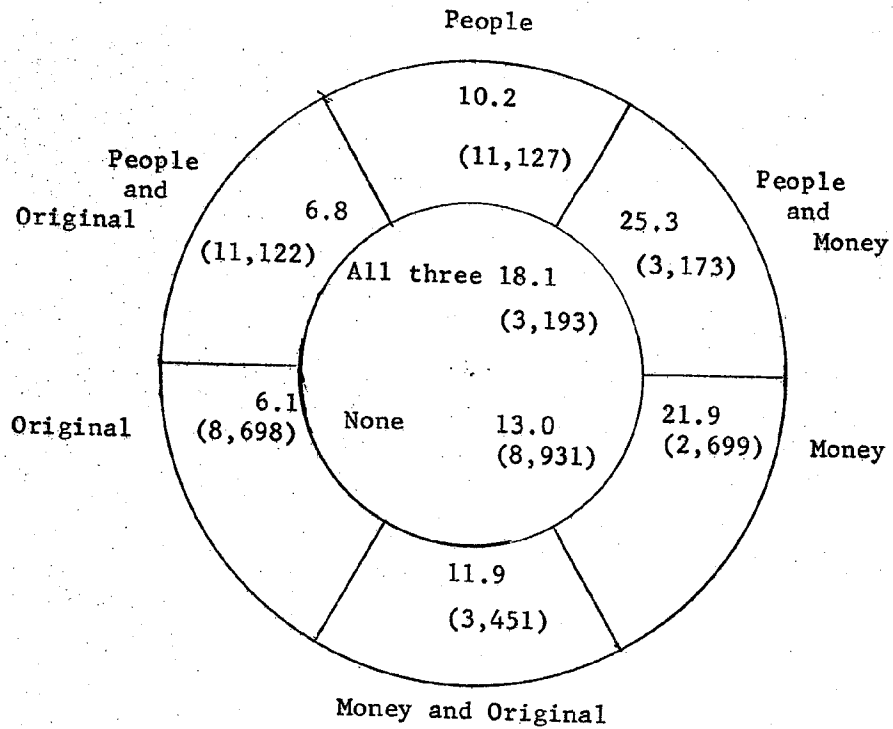 People
10.2
(11,127)
People
and
Original
6.8
(11,122)
People
and
Money
25.3
(3,173)
All three 18.1
(3,193)
Original
6.1
(8,698)
None
13.0
(8,931)
21.9
(2,699)
Money
11.9
(3,451)
Money and Original